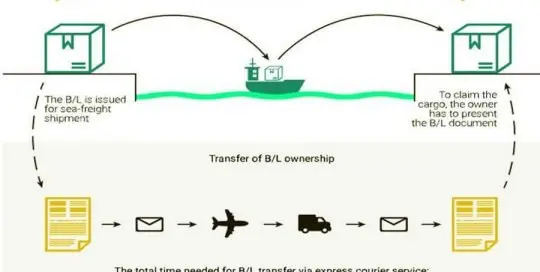 The B/L is issued
for sea-freight
shipment
To claim the
cargo, the owner
has to present
the B/L document
Transfer of B/L ownership
The total time needed for B/L transfer via express courier service: